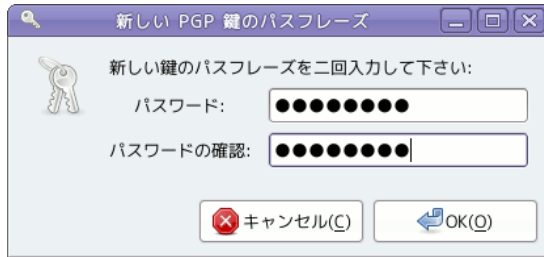 新しい PGP 鍵のパスフレーズ
新しい鍵のパスフレーズを二回入力して下さい:
パスワード: ●●●●●●●●
パスワードの確認: ●●●●●●●●
キャンセル(C) OK(O)